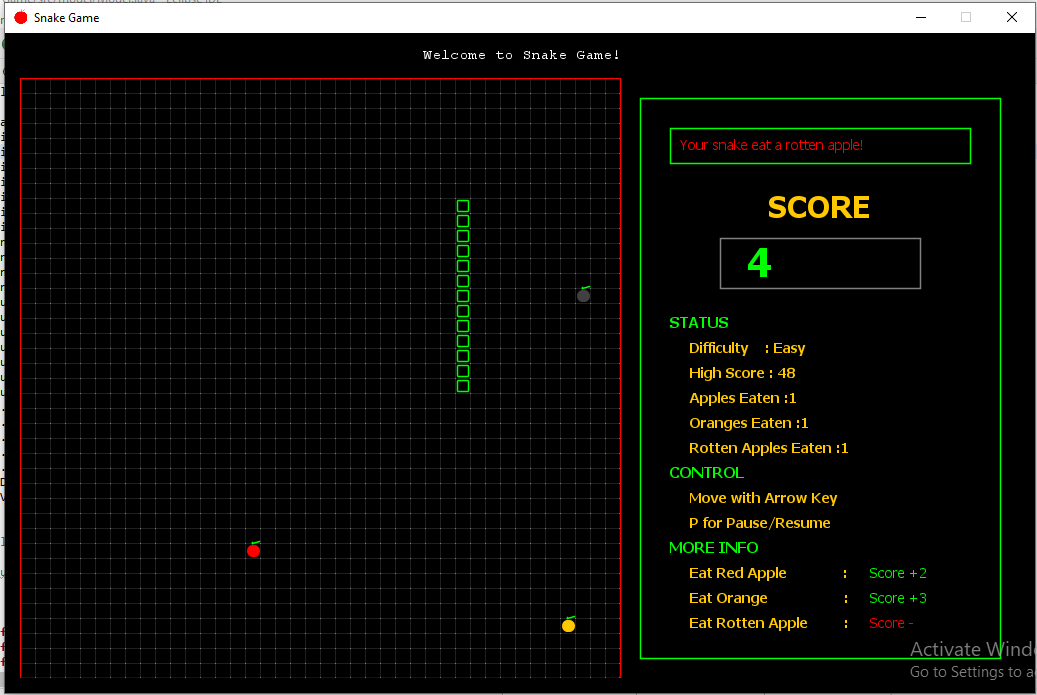 Snake Game
Welcome to Snake Game!
Your snake eat a rotten apple!
SCORE
4
STATUS
Difficulty : Easy
High Score : 48
Apples Eaten :1
Oranges Eaten :1
Rotten Apples Eaten :1
CONTROL
Move with Arrow Key
P for Pause/Resume
MORE INFO
Eat Red Apple : Score +2
Eat Orange : Score +3
Eat Rotten Apple : Score -
Activate Wind
Go to Settings to a